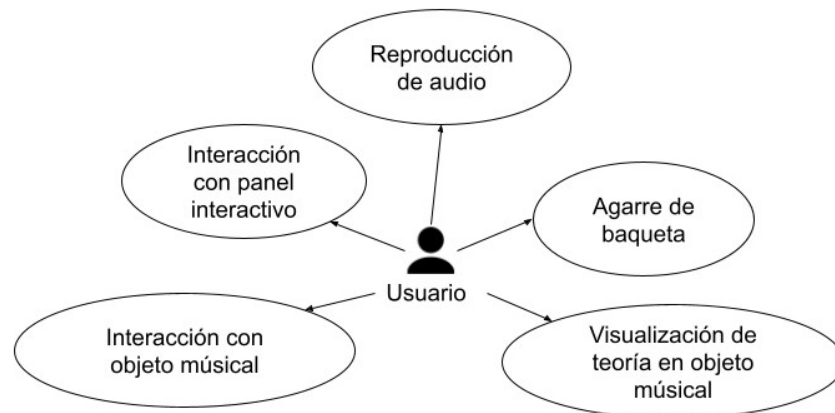 Reproducción
de audio
Interacción
con panel
interactivo
Agarre de
baqueta
Usuario
Interacción con
objeto músical
Visualización de
teoría en objeto
músical